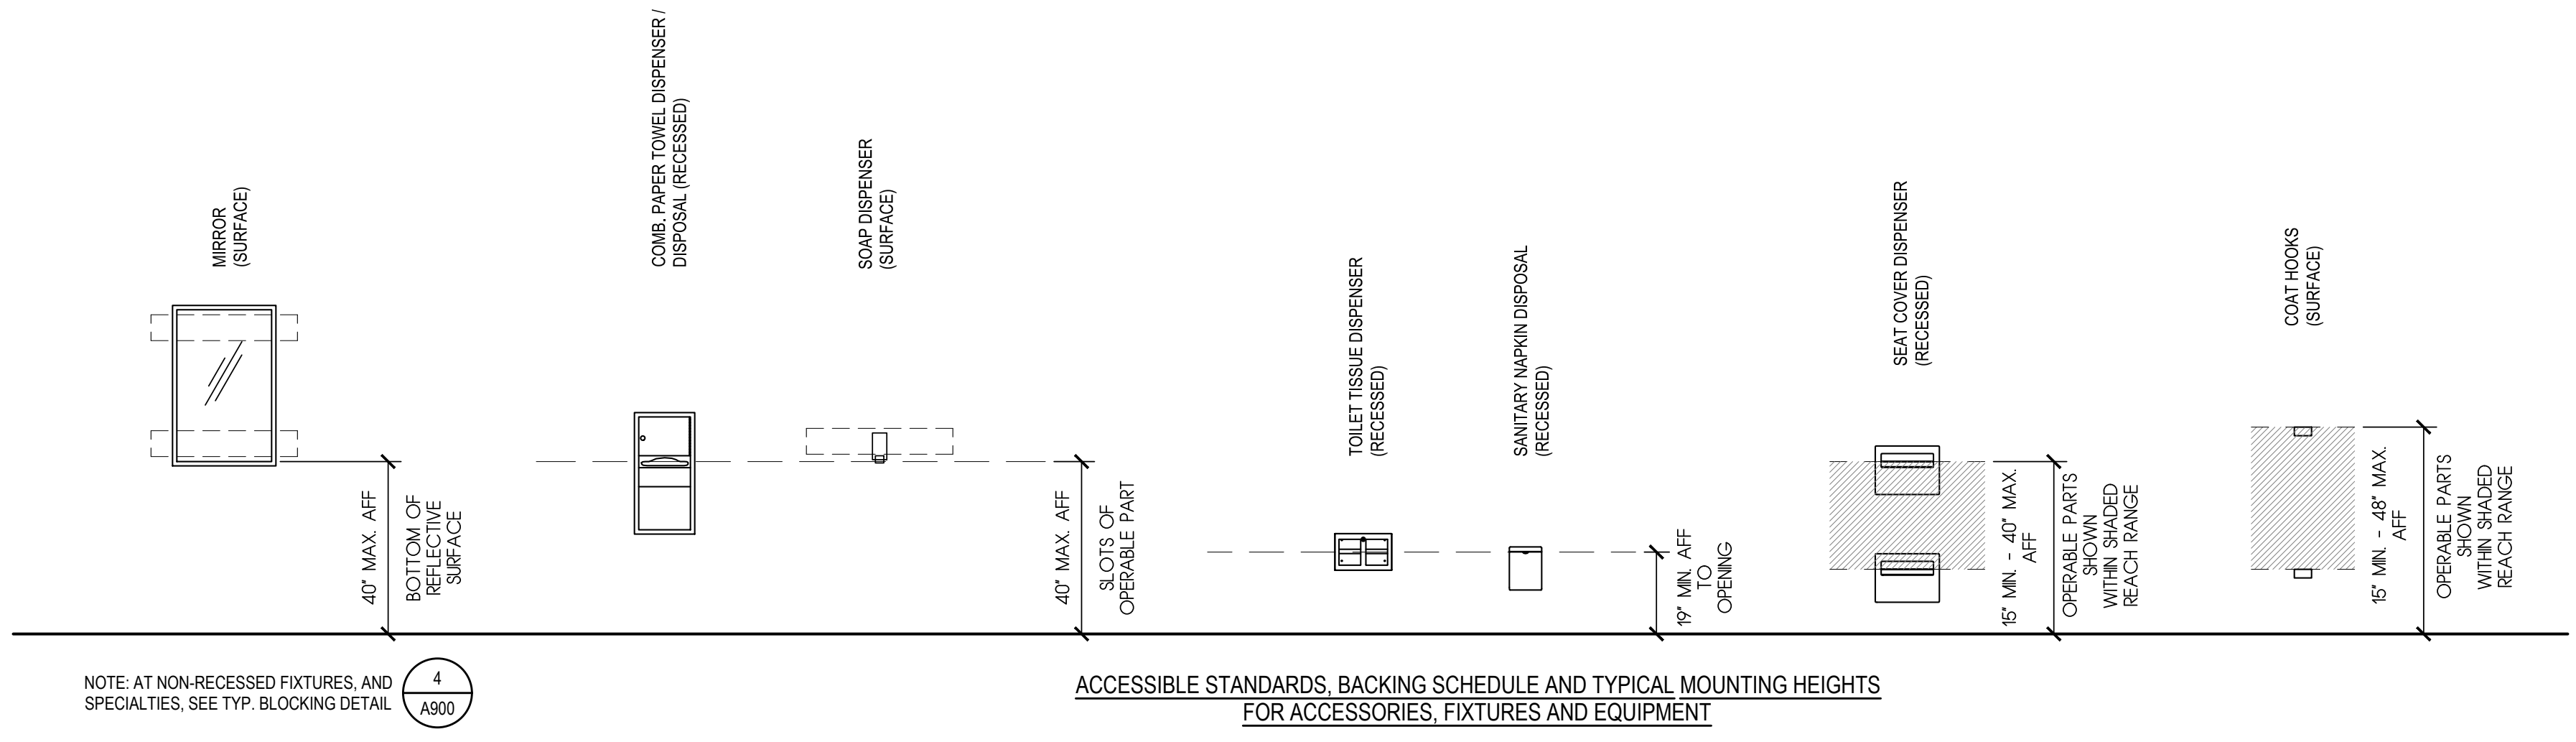 MIRROR
(SURFACE)
COMB. PAPER TOWEL DISPENSER /
DISPOSAL (RECESSED)
SOAP DISPENSER
(SURFACE)
TOILET TISSUE DISPENSER
(RECESSED)
SANITARY NAPKIN DISPOSAL
(RECESSED)
SEAT COVER DISPENSER
(RECESSED)
COAT HOOKS
(SURFACE)
40" MAX. AFF
BOTTOM OF
REFLECTIVE
SURFACE
40" MAX. AFF
SLOTS OF
OPERABLE PART
19" MIN. AFF
TO
OPENING
15" MIN. - 40" MAX.
AFF
OPERABLE PARTS
SHOWN
WITHIN SHADED
REACH RANGE
15" MIN. - 48" MAX.
AFF
OPERABLE PARTS
SHOWN
WITHIN SHADED
REACH RANGE
NOTE: AT NON-RECESSED FIXTURES, AND
SPECIALTIES, SEE TYP. BLOCKING DETAIL
4
A900
ACCESSIBLE STANDARDS, BACKING SCHEDULE AND TYPICAL MOUNTING HEIGHTS
FOR ACCESSORIES, FIXTURES AND EQUIPMENT